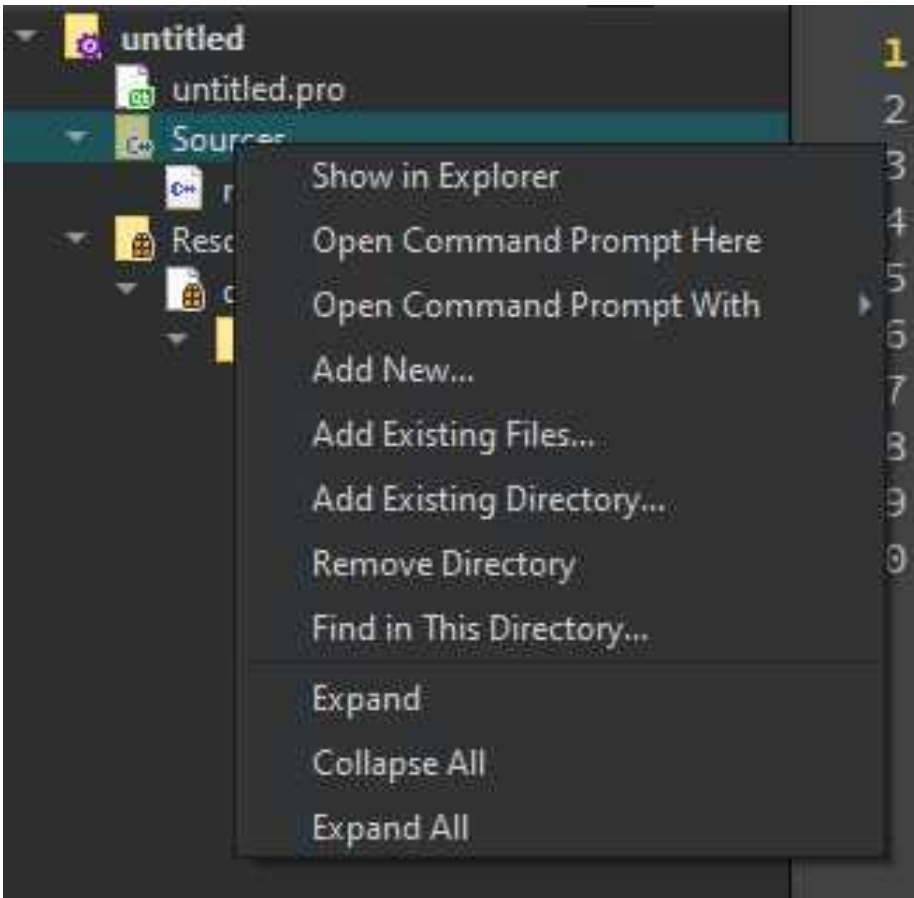 untitled
untitled.pro
Sources
Show in Explorer
Open Command Prompt Here
Open Command Prompt With
Add New...
Add Existing Files...
Add Existing Directory...
Remove Directory
Find in This Directory...
Expand
Collapse All
Expand All
1
2
3
4
5
6
7
8
9
0